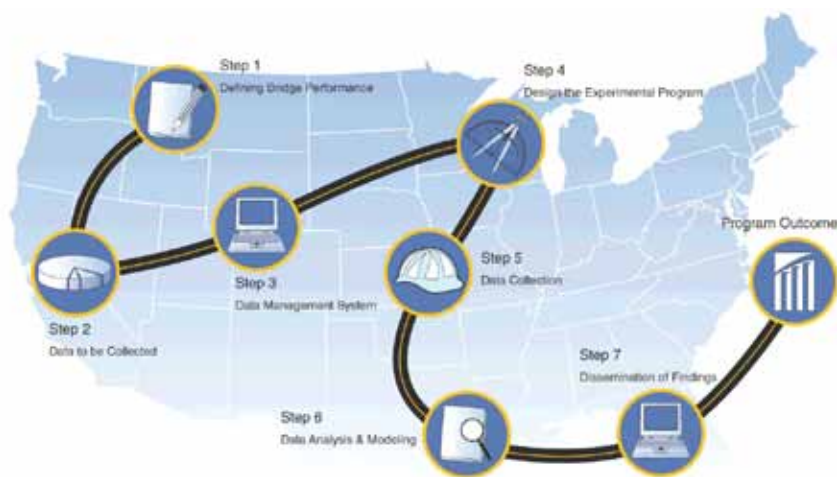 Step 1
Defining Bridge Performance
Step 2
Data to be Collected
Step 3
Data Management System
Step 4
Design the Experimental Program
Step 5
Data Collection
Step 6
Data Analysis & Modeling
Step 7
Dissemination of Findings
Program Outcome